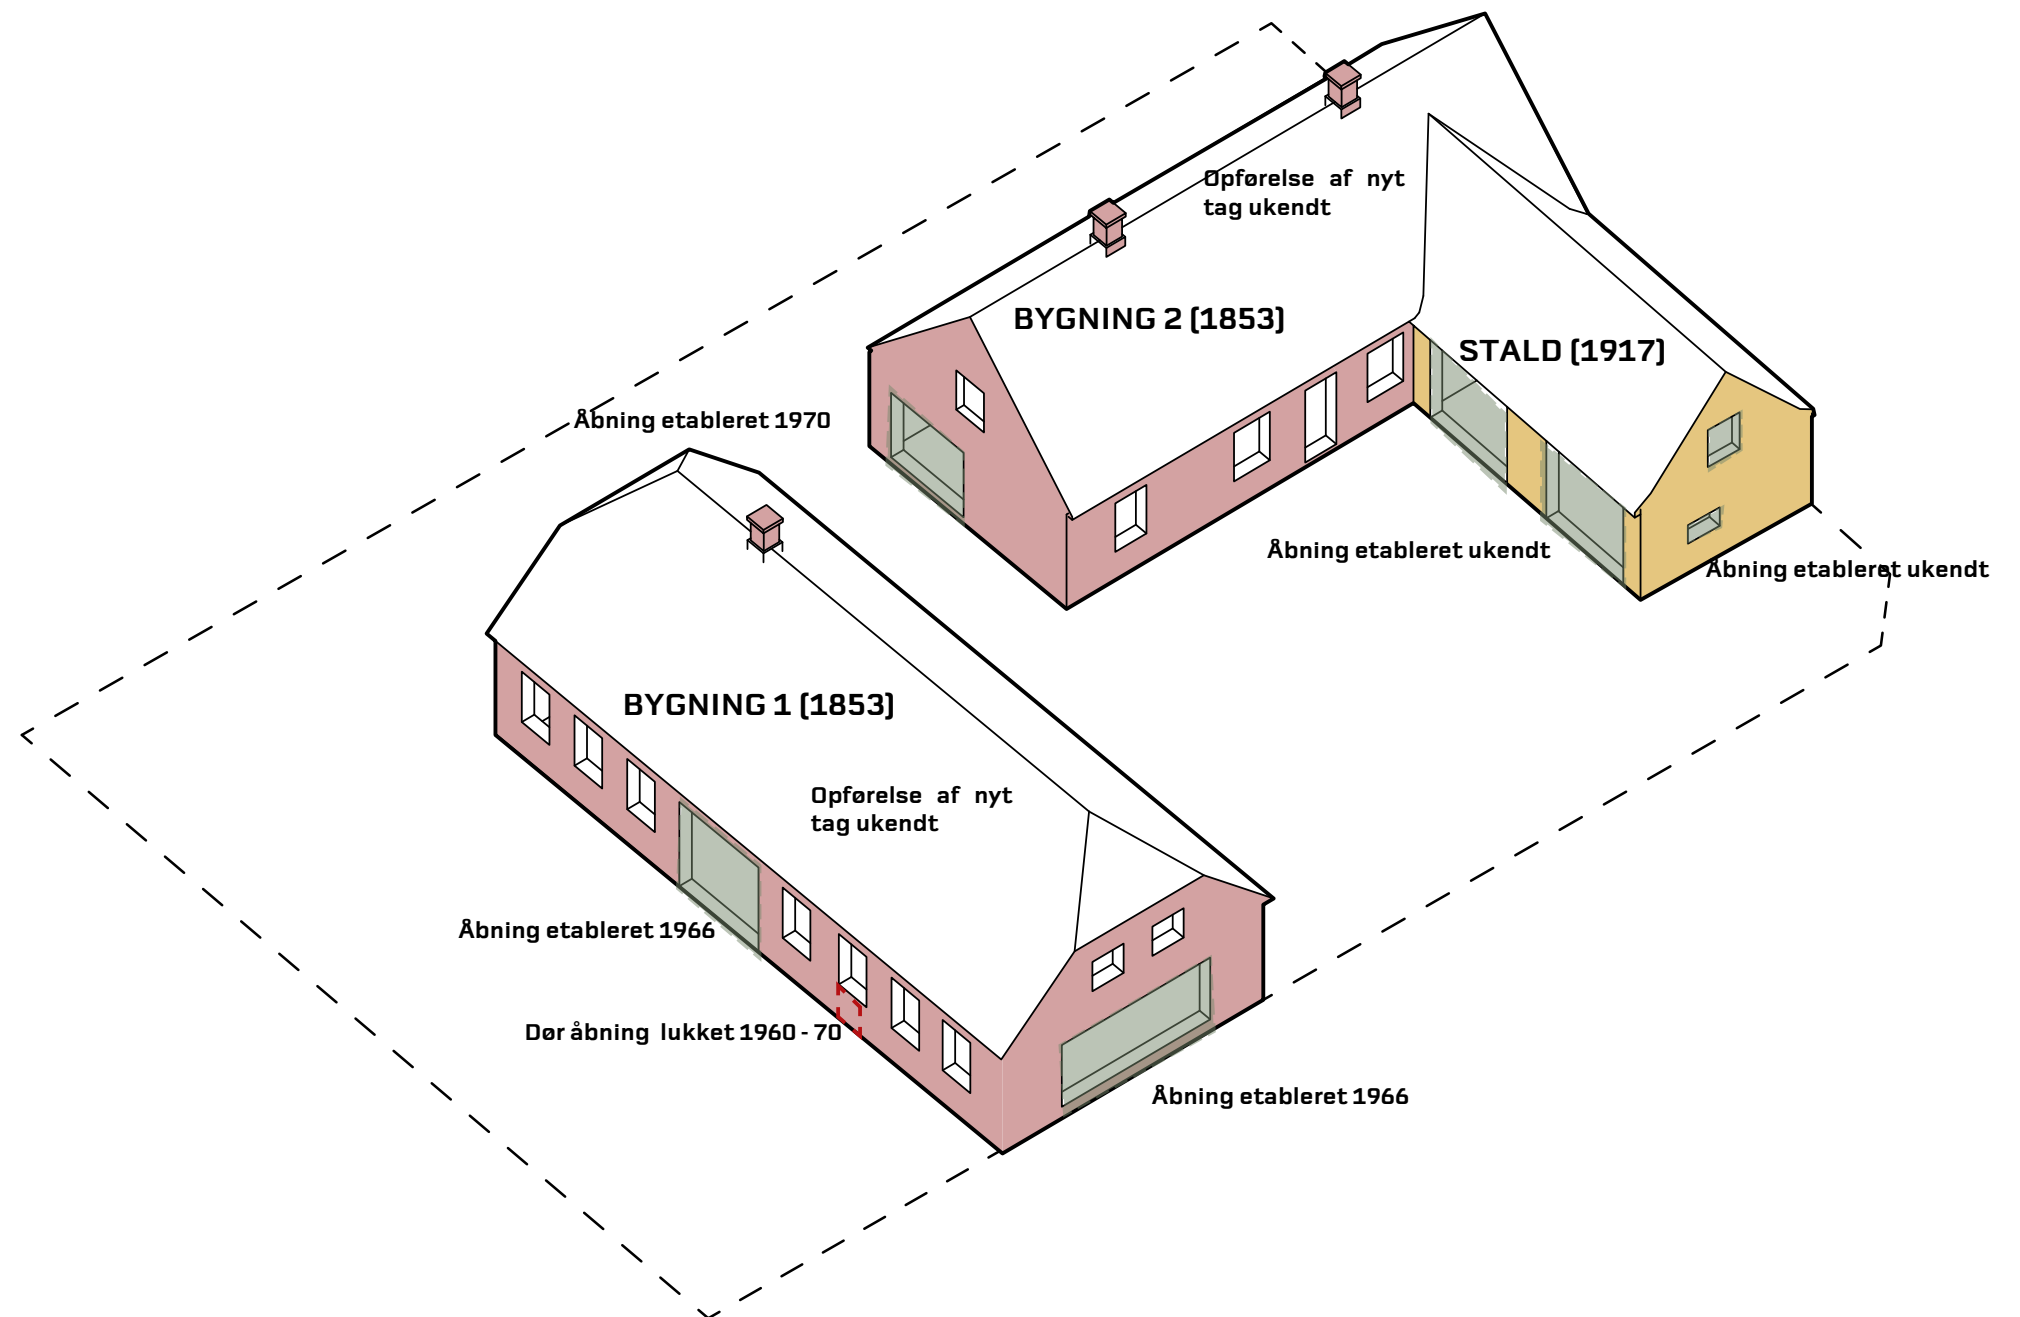 Opførelse af nyt
tag ukendt
BYGNING 2 (1853)
STALD (1917)
Åbning etableret 1970
Åbning etableret ukendt
Åbning etableret ukendt
BYGNING 1 (1853)
Opførelse af nyt
tag ukendt
Åbning etableret 1966
Dør åbning lukket 1960 - 70
Åbning etableret 1966